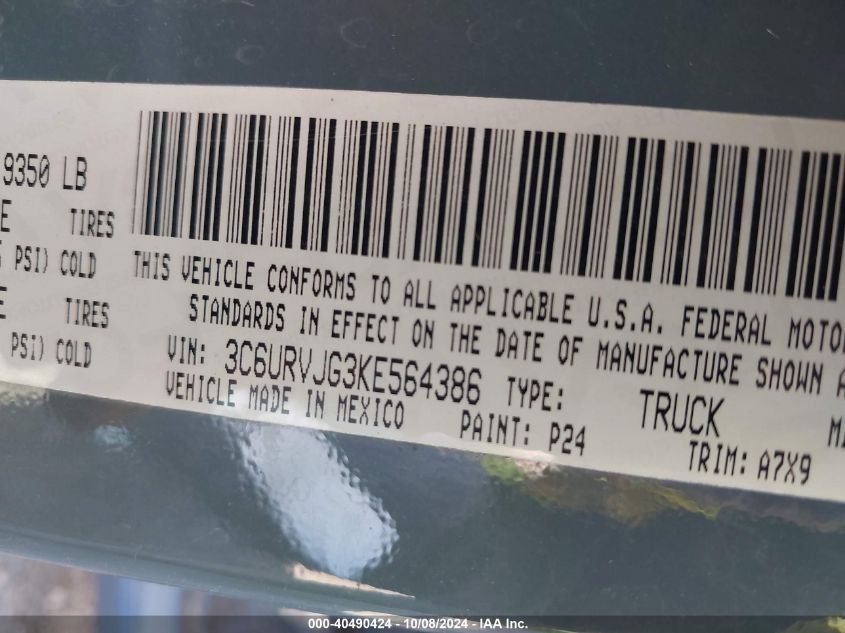 9350 LB
E TIRES
PSI) COLD
E TIRES
PSI) COLD
THIS VEHICLE CONFORMS TO ALL APPLICABLE U.S.A. FEDERAL MOTO
STANDARDS IN EFFECT ON THE DATE OF MANUFACTURE SHOWN A
VIN: 3C6URVJG3KE564386 TYPE: TRUCK
VEHICLE MADE IN MEXICO PAINT: P24 M
TRIM: A7X9
000-40490424 - 10/08/2024 - IAA Inc.